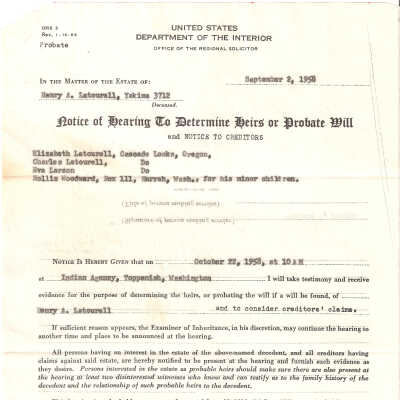 ORS 3
Rev. 1-10-53
Probate
UNITED STATES
DEPARTMENT OF THE INTERIOR
OFFICE OF THE REGIONAL SOLICITOR
September 2, 1958
IN THE MATTER OF THE ESTATE OF:
Henry A. Latourell, Yakima 3712
Deceased.
Notice of Hearing To Determine Heirs or Probate Will
and NOTICE TO CREDITORS
Elizabeth Latourell, Cascade Locks, Oregon,
Charles Latourell, Do
Eva Larson Do
Hollis Woodward, Box 111, Harrah, Wash., for his minor children.
NOTICE IS HEREBY GIVEN that on October 22, 1958, at 10 A M
at Indian Agency, Toppenish, Washington I will take testimony and receive
evidence for the purpose of determining the heirs, or probating the will if a will be found, of
Henry A. Latourell and to consider creditors' claims.
If sufficient reason appears, the Examiner of Inheritance, in his discretion, may continue the hearing to
another time and place to be announced at the hearing.
All persons having an interest in the estate of the above-named decedent, and all creditors having
claims against said estate, are hereby notified to be present at the hearing and furnish such evidence as
they desire. Persons interested in the estate as probable heirs should make sure there are also present at
the hearing at least two disinterested witnesses who know and can testify as to the family history of the
decedent and the relationship of such probable heirs to the decedent.